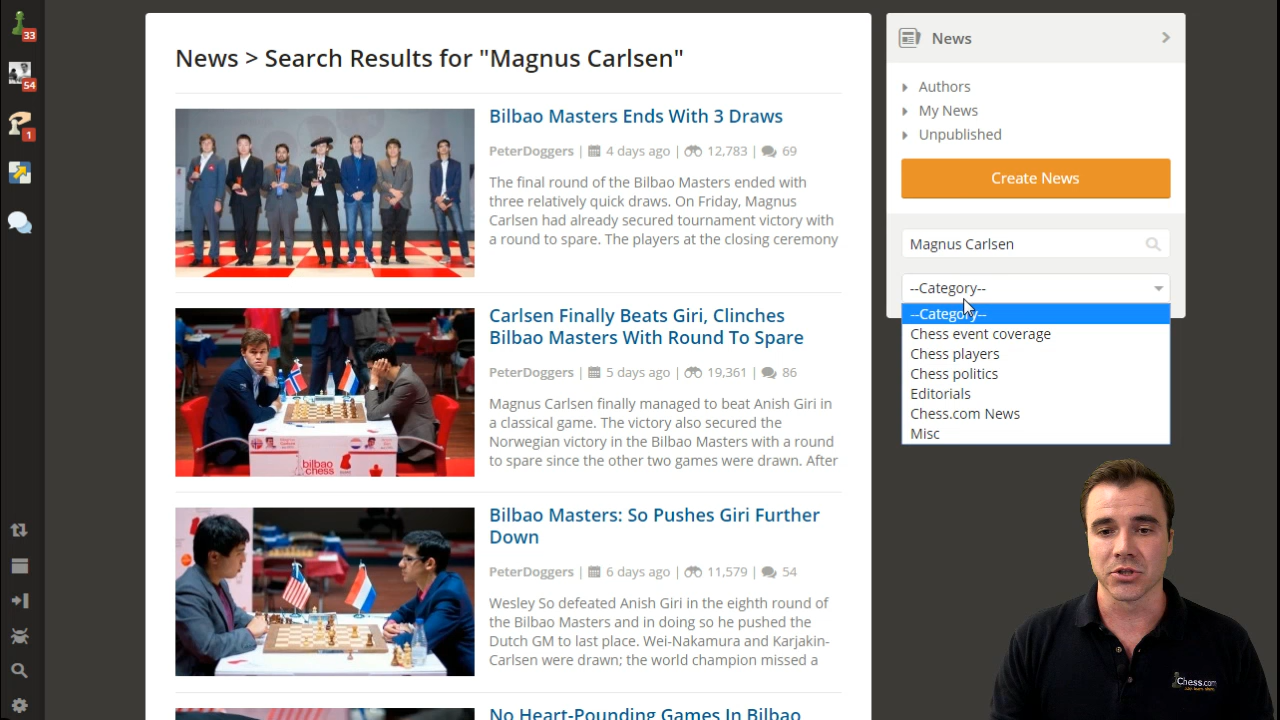 33
54
1
News > Search Results for "Magnus Carlsen"
Bilbao Masters Ends With 3 Draws
PeterDoggers | 4 days ago | 12,783 | 69
The final round of the Bilbao Masters ended with
three relatively quick draws. On Friday, Magnus
Carlsen had already secured tournament victory with
a round to spare. The players at the closing ceremony
Carlsen Finally Beats Giri, Clinches
Bilbao Masters With Round To Spare
PeterDoggers | 5 days ago | 19,361 | 86
Magnus Carlsen finally managed to beat Anish Giri in
a classical game. The victory also secured the
Norwegian victory in the Bilbao Masters with a round
to spare since the other two games were drawn. After
bilbao
chess
Bilbao Masters: So Pushes Giri Further
Down
PeterDoggers | 6 days ago | 11,579 | 54
Wesley So defeated Anish Giri in the eighth round of
the Bilbao Masters and in doing so he pushed the
Dutch GM to last place. Wei-Nakamura and Karjakin-
Carlsen were drawn; the world champion missed a
No Heart-Pounding Games In Bilbao
News
Authors
My News
Unpublished
Create News
Magnus Carlsen
--Category--
--Category--
Chess event coverage
Chess players
Chess politics
Editorials
Chess.com News
Misc
Chess.com